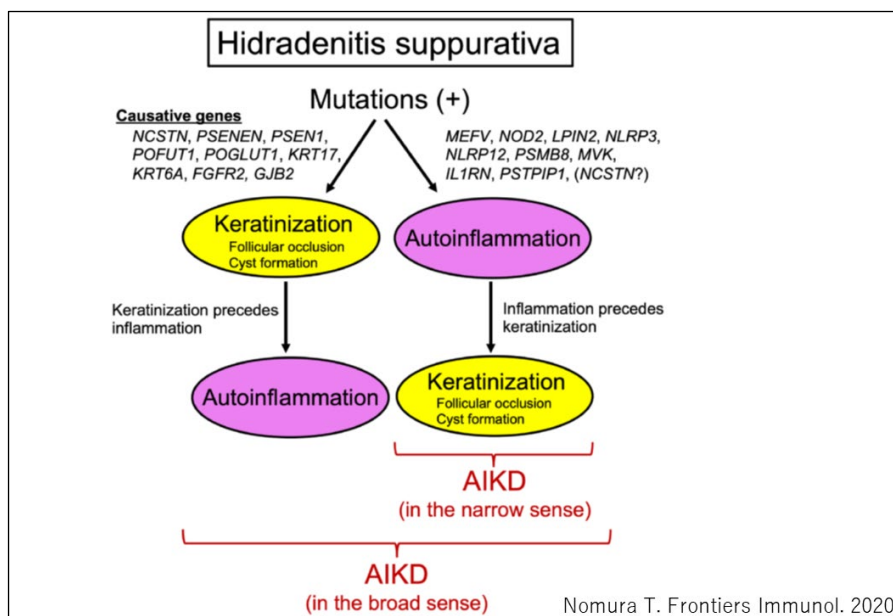 Hidradenitis suppurativa
Mutations (+)
Causative genes
NCSTN, PSENEN, PSEN1,
POFUT1, POGLUT1, KRT17,
KRT6A, FGFR2, GJB2
MEFV, NOD2, LPIN2, NLRP3,
NLRP12, PSMB8, MVK,
IL1RN, PSTPIP1, (NCSTN?)
Keratinization
Follicular occlusion
Cyst formation
Autoinflammation
Keratinization precedes
inflammation
Inflammation precedes
keratinization
Autoinflammation
Keratinization
Follicular occlusion
Cyst formation
AIKD
(in the narrow sense)
AIKD
(in the broad sense)
Nomura T. Frontiers Immunol. 2020